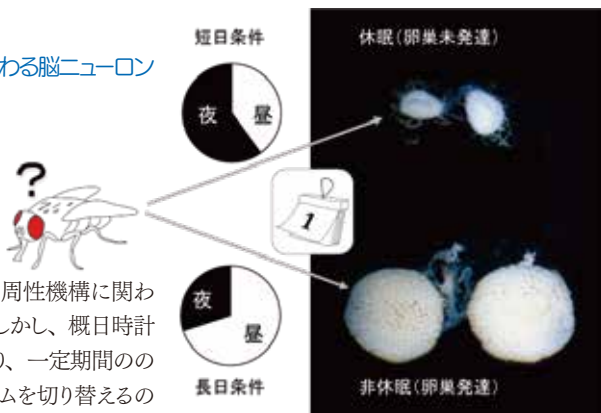 わる脳ニューロン
短日条件
夜
昼
休眠(卵巣未発達)
?
1
周性機構に関わ
しかし、概日時計
り、一定期間のの
ムを切り替えるの
夜
昼
長日条件
非休眠(卵巣発達)